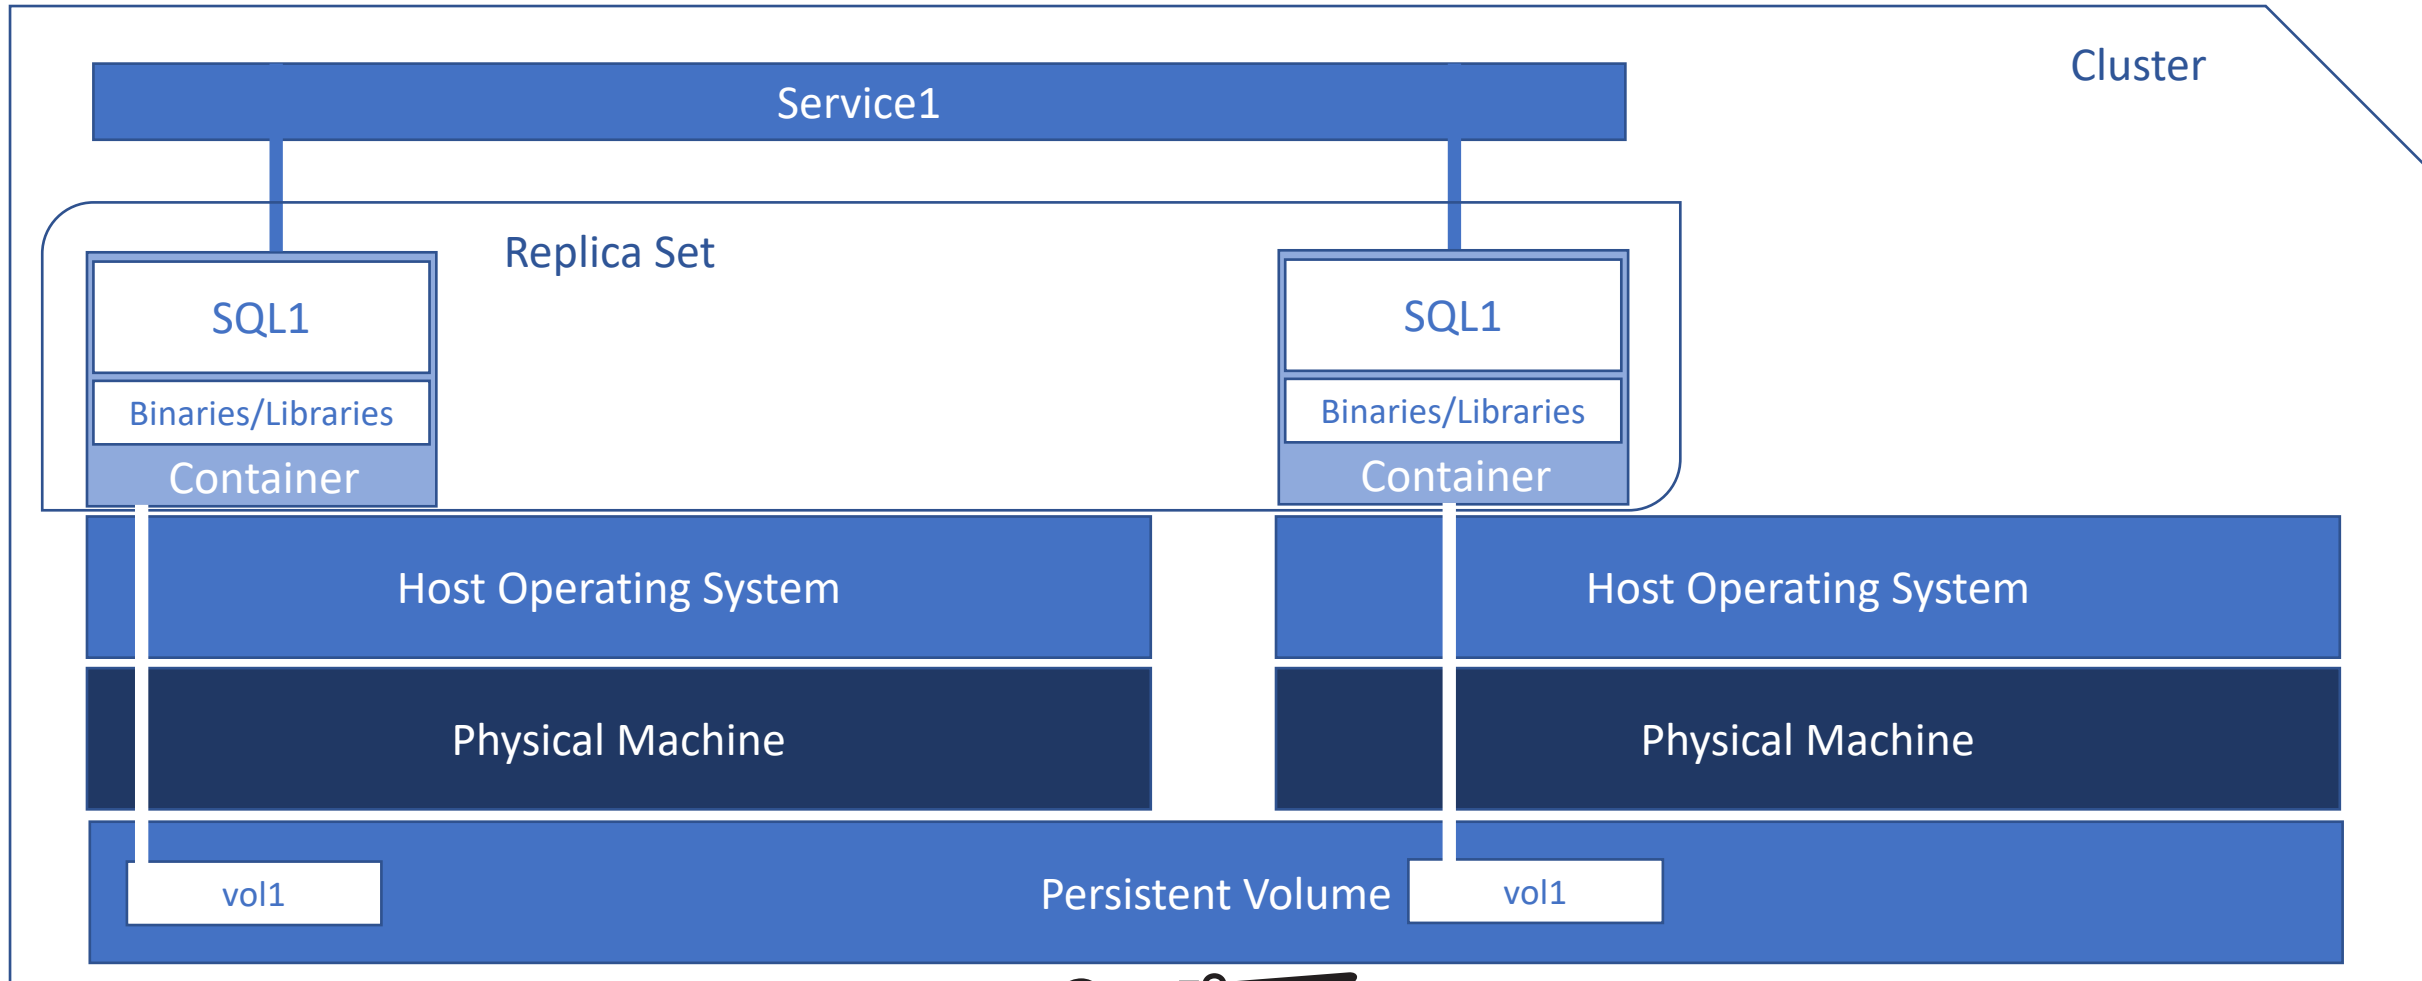 Cluster
Service1
Replica Set
SQL1
SQL1
Binaries/Libraries
Binaries/Libraries
Container
Container
Host Operating System
Host Operating System
Physical Machine
Physical Machine
vol1
Persistent Volume
vol1